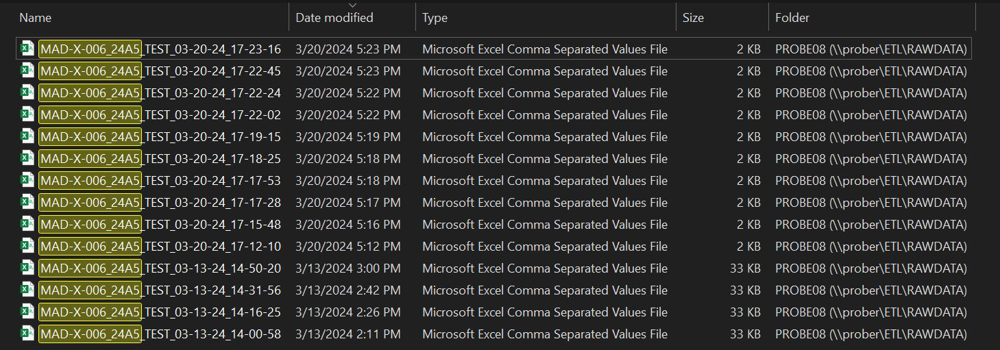 Name Date modified Type Size Folder
MAD-X-006_24A5_TEST_03-20-24_17-23-16 3/20/2024 5:23 PM Microsoft Excel Comma Separated Values File 2 KB PROBE08 (\\prober\ETL\RAWDATA)
MAD-X-006_24A5_TEST_03-20-24_17-22-45 3/20/2024 5:23 PM Microsoft Excel Comma Separated Values File 2 KB PROBE08 (\\prober\ETL\RAWDATA)
MAD-X-006_24A5_TEST_03-20-24_17-22-24 3/20/2024 5:22 PM Microsoft Excel Comma Separated Values File 2 KB PROBE08 (\\prober\ETL\RAWDATA)
MAD-X-006_24A5_TEST_03-20-24_17-22-02 3/20/2024 5:22 PM Microsoft Excel Comma Separated Values File 2 KB PROBE08 (\\prober\ETL\RAWDATA)
MAD-X-006_24A5_TEST_03-20-24_17-19-15 3/20/2024 5:19 PM Microsoft Excel Comma Separated Values File 2 KB PROBE08 (\\prober\ETL\RAWDATA)
MAD-X-006_24A5_TEST_03-20-24_17-18-25 3/20/2024 5:18 PM Microsoft Excel Comma Separated Values File 2 KB PROBE08 (\\prober\ETL\RAWDATA)
MAD-X-006_24A5_TEST_03-20-24_17-17-53 3/20/2024 5:18 PM Microsoft Excel Comma Separated Values File 2 KB PROBE08 (\\prober\ETL\RAWDATA)
MAD-X-006_24A5_TEST_03-20-24_17-17-28 3/20/2024 5:17 PM Microsoft Excel Comma Separated Values File 2 KB PROBE08 (\\prober\ETL\RAWDATA)
MAD-X-006_24A5_TEST_03-20-24_17-15-48 3/20/2024 5:16 PM Microsoft Excel Comma Separated Values File 2 KB PROBE08 (\\prober\ETL\RAWDATA)
MAD-X-006_24A5_TEST_03-20-24_17-12-10 3/20/2024 5:12 PM Microsoft Excel Comma Separated Values File 2 KB PROBE08 (\\prober\ETL\RAWDATA)
MAD-X-006_24A5_TEST_03-13-24_14-50-20 3/13/2024 3:00 PM Microsoft Excel Comma Separated Values File 33 KB PROBE08 (\\prober\ETL\RAWDATA)
MAD-X-006_24A5_TEST_03-13-24_14-31-56 3/13/2024 2:42 PM Microsoft Excel Comma Separated Values File 33 KB PROBE08 (\\prober\ETL\RAWDATA)
MAD-X-006_24A5_TEST_03-13-24_14-16-25 3/13/2024 2:26 PM Microsoft Excel Comma Separated Values File 33 KB PROBE08 (\\prober\ETL\RAWDATA)
MAD-X-006_24A5_TEST_03-13-24_14-00-58 3/13/2024 2:11 PM Microsoft Excel Comma Separated Values File 33 KB PROBE08 (\\prober\ETL\RAWDATA)